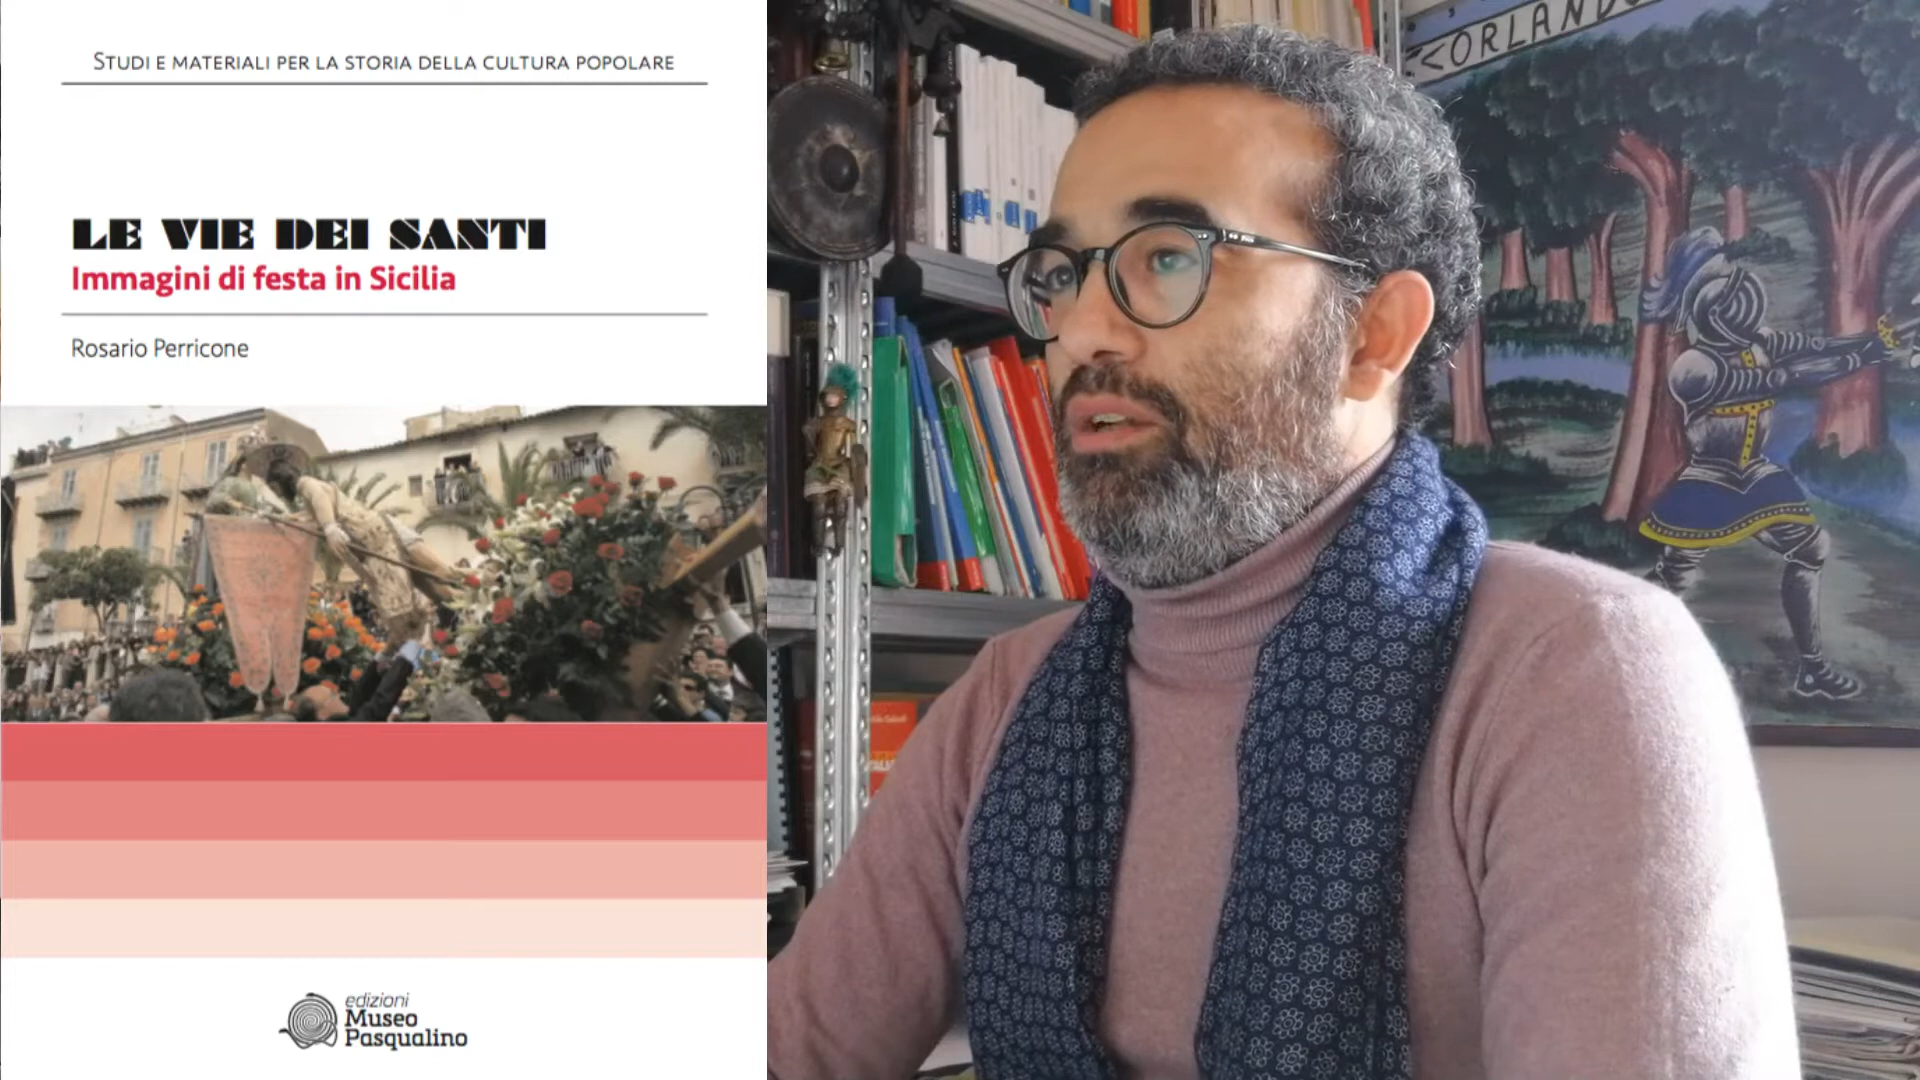 STUDI E MATERIALI PER LA STORIA DELLA CULTURA POPOLARE
LE VIE DEI SANTI
Immagini di festa in Sicilia
Rosario Perricone
edizioni
Museo
Pasqualino